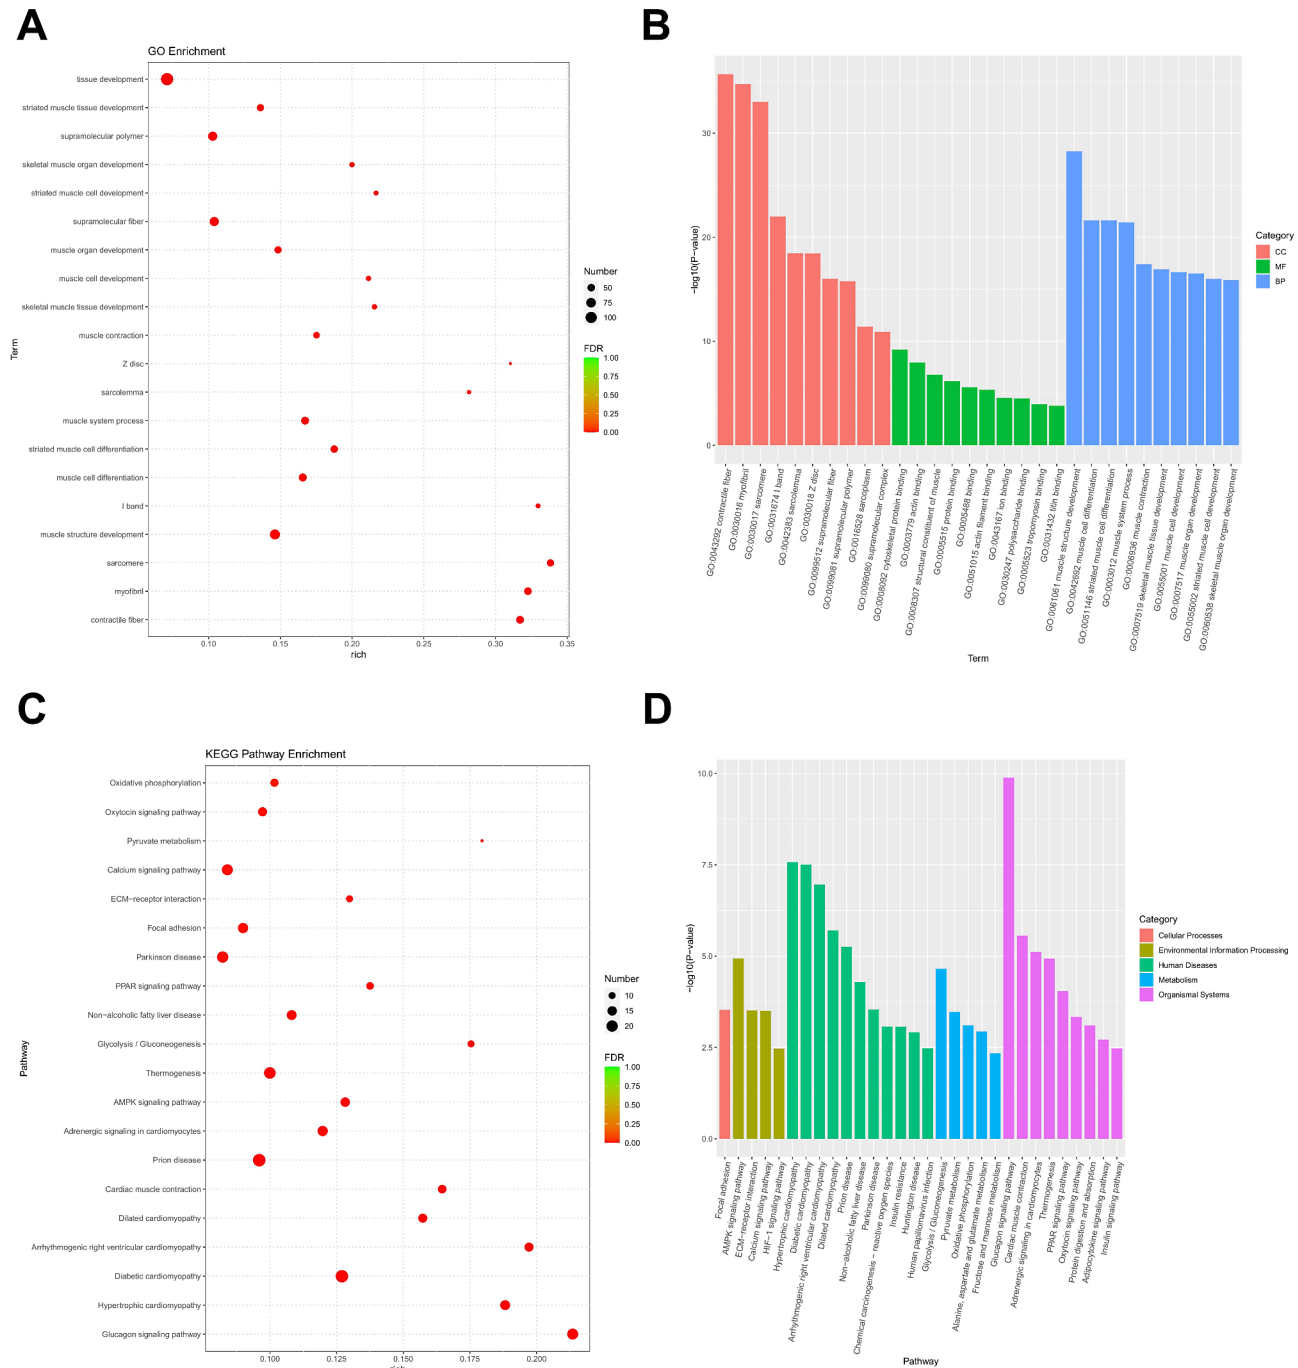 A
GO Enrichment
Term
tissue development
striated muscle tissue development
supramolecular polymer
skeletal muscle organ development
striated muscle cell development
supramolecular fiber
muscle organ development
muscle cell development
skeletal muscle tissue development
muscle contraction
Z disc
sarcolemma
muscle system process
striated muscle cell differentiation
muscle cell differentiation
I band
muscle structure development
sarcomere
myofibril
contractile fiber
0.10 0.15 0.20 0.25 0.30 0.35
rich
Number
50
75
100
FDR
1.00
0.75
0.50
0.25
0.00
B
−log10(P−value)
30
20
10
0
GO:0043292 contractile fiber
GO:0030016 myofibril
GO:0030017 sarcomere
GO:0031674 I band
GO:0042383 sarcolemma
GO:0030018 Z disc
GO:0099512 supramolecular fiber
GO:0099081 supramolecular polymer
GO:0016528 sarcoplasm
GO:0099080 supramolecular complex
GO:0008092 cytoskeletal protein binding
GO:0003779 actin binding
GO:0008307 structural constituent of muscle
GO:0005515 protein binding
GO:0005488 binding
GO:0051015 actin filament binding
GO:0043167 ion binding
GO:0030247 polysaccharide binding
GO:0005523 tropomyosin binding
GO:0031432 titin binding
GO:0061061 muscle structure development
GO:0042692 muscle cell differentiation
GO:0051146 striated muscle cell differentiation
GO:0003012 muscle system process
GO:0006936 muscle contraction
GO:0007519 skeletal muscle tissue development
GO:0055001 muscle cell development
GO:0007517 muscle organ development
GO:0055002 striated muscle cell development
GO:0060538 skeletal muscle organ development
Term
Category
CC
MF
BP
C
KEGG Pathway Enrichment
Pathway
Oxidative phosphorylation
Oxytocin signaling pathway
Pyruvate metabolism
Calcium signaling pathway
ECM−receptor interaction
Focal adhesion
Parkinson disease
PPAR signaling pathway
Non−alcoholic fatty liver disease
Glycolysis / Gluconeogenesis
Thermogenesis
AMPK signaling pathway
Adrenergic signaling in cardiomyocytes
Prion disease
Cardiac muscle contraction
Dilated cardiomyopathy
Arrhythmogenic right ventricular cardiomyopathy
Diabetic cardiomyopathy
Hypertrophic cardiomyopathy
Glucagon signaling pathway
0.100 0.125 0.150 0.175 0.200
Number
10
15
20
FDR
1.00
0.75
0.50
0.25
0.00
D
−log10(P−value)
10.0
7.5
5.0
2.5
0.0
Focal adhesion
AMPK signaling pathway
ECM−receptor interaction
Calcium signaling pathway
HIF−1 signaling pathway
Hypertrophic cardiomyopathy
Diabetic cardiomyopathy
Arrhythmogenic right ventricular cardiomyopathy
Dilated cardiomyopathy
Prion disease
Non−alcoholic fatty liver disease
Parkinson disease
Chemical carcinogenesis − reactive oxygen species
Insulin resistance
Huntington disease
Human papillomavirus infection
Glycolysis / Gluconeogenesis
Pyruvate metabolism
Oxidative phosphorylation
Alanine, aspartate and glutamate metabolism
Fructose and mannose metabolism
Glucagon signaling pathway
Cardiac muscle contraction
Adrenergic signaling in cardiomyocytes
Thermogenesis
PPAR signaling pathway
Oxytocin signaling pathway
Protein digestion and absorption
Adipocytokine signaling pathway
Insulin signaling pathway
Pathway
Category
Cellular Processes
Environmental Information Processing
Human Diseases
Metabolism
Organismal Systems